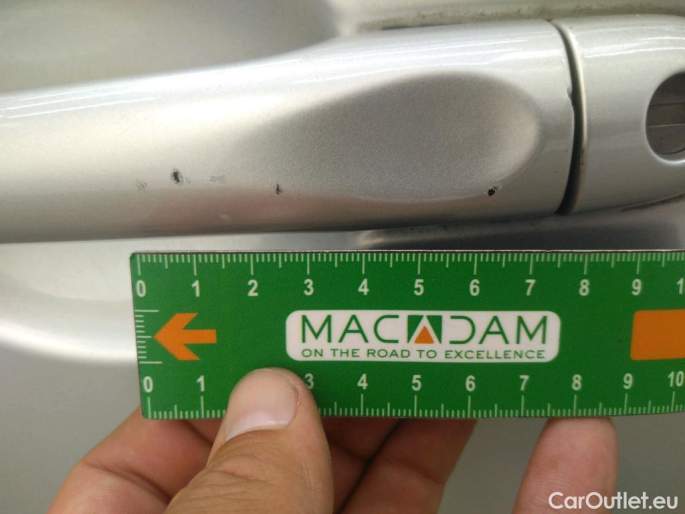 0 1 2 3 4 5 6 7 8 9 1
MACADAM
ON THE ROAD TO EXCELLENCE
0 1 3 4 5 6 7 8 9 10
CarOutlet.eu